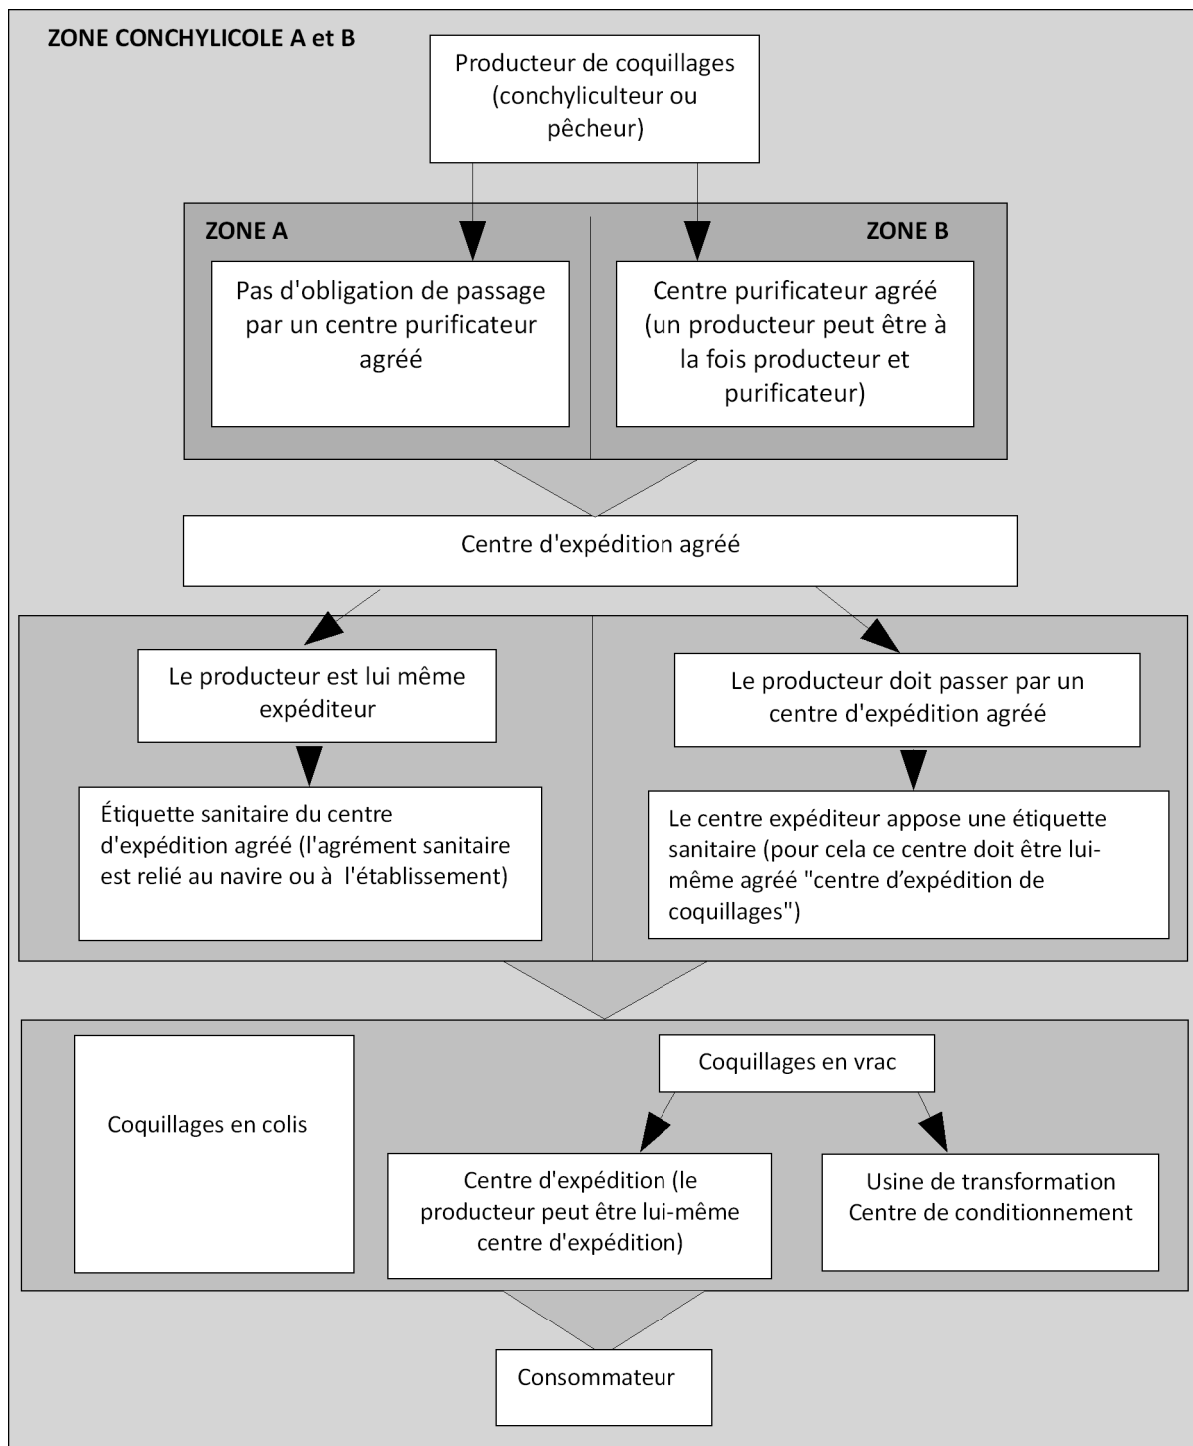 ZONE CONCHYLICOLE A et B
Producteur de coquillages
(conchyliculteur ou
pêcheur)
ZONE A
ZONE B
Pas d'obligation de passage
par un centre purificateur
agréé
Centre purificateur agréé
(un producteur peut être à
la fois producteur et
purificateur)
Centre d'expédition agréé
Le producteur est lui même
expéditeur
Le producteur doit passer par un
centre d'expédition agréé
Étiquette sanitaire du centre
d'expédition agréé (l'agrément sanitaire
est relié au navire ou à l'établissement)
Le centre expéditeur appose une étiquette
sanitaire (pour cela ce centre doit être lui-
même agréé "centre d’expédition de
coquillages")
Coquillages en colis
Coquillages en vrac
Centre d'expédition (le
producteur peut être lui-même
centre d'expédition)
Usine de transformation
Centre de conditionnement
Consommateur